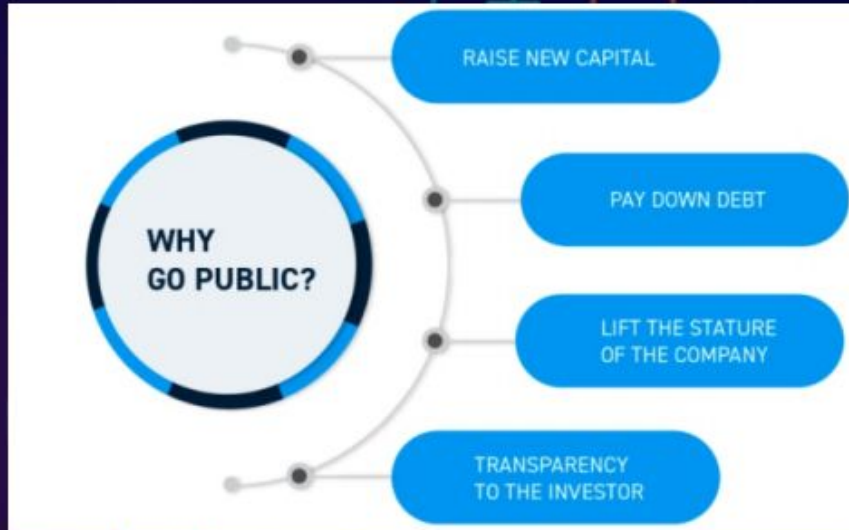 WHY
GO PUBLIC?
RAISE NEW CAPITAL
PAY DOWN DEBT
LIFT THE STATURE
OF THE COMPANY
TRANSPARENCY
TO THE INVESTOR